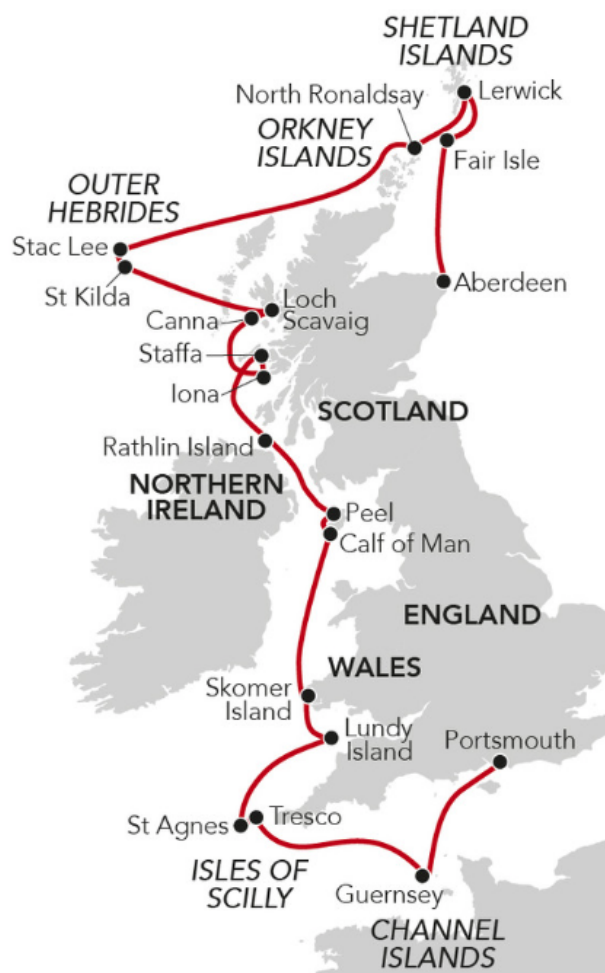 SHETLAND
ISLANDS
North Ronaldsay
Lerwick
ORKNEY
ISLANDS
Fair Isle
OUTER
HEBRIDES
Stac Lee
St Kilda
Aberdeen
Loch
Scavaig
Canna
Staffa
Iona
SCOTLAND
Rathlin Island
NORTHERN
IRELAND
Peel
Calf of Man
ENGLAND
WALES
Skomer
Island
Lundy
Island
Portsmouth
St Agnes
Tresco
ISLES OF
SCILLY
Guernsey
CHANNEL
ISLANDS